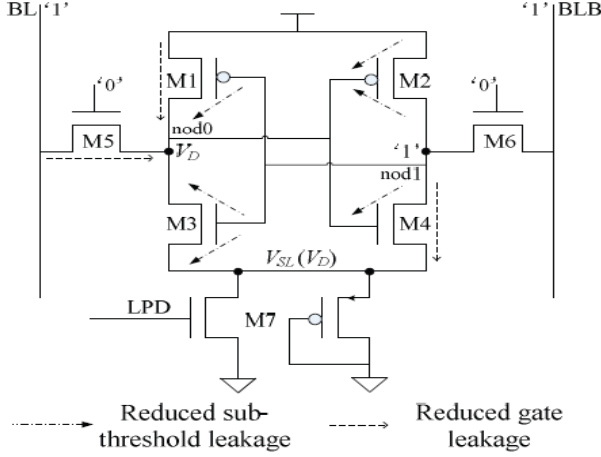 BL '1' '1' BLB
M1 M2
'0' '0'
nod0
M5 V_D '1' M6
nod1
M3 M4
V_SL(V_D)
LPD M7
Reduced sub- Reduced gate
threshold leakage leakage